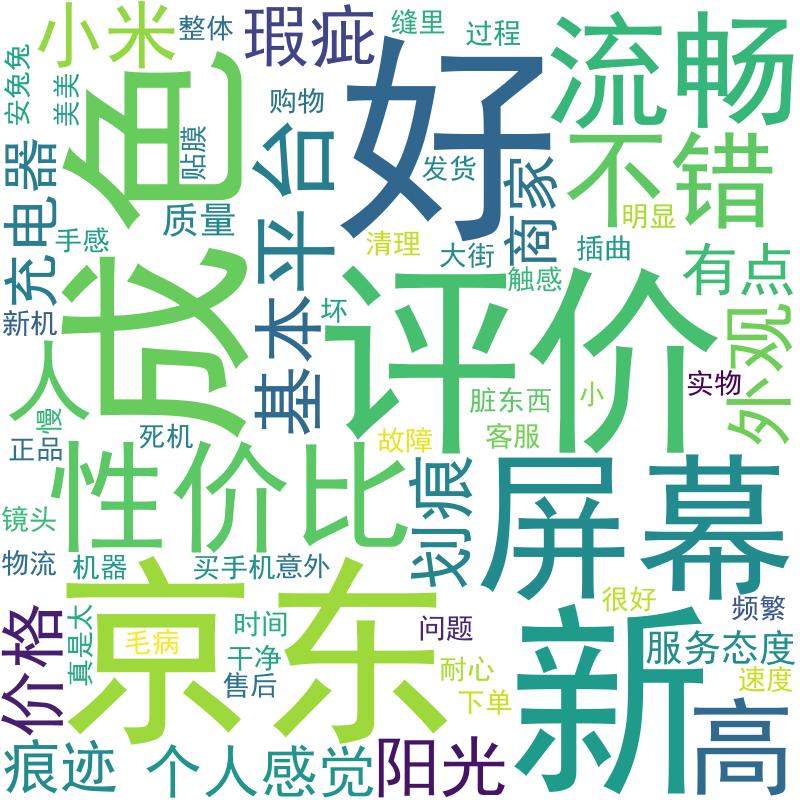 小米
整体
瑕疵
缝里
过程
流畅
安兔兔
美美
成色
贴膜
购物
好
发货
商家
不错
明显
充电器
手感
质量
基本
平台
清理
大街
插曲
触感
有点
新机
坏
评价
外观
实物
人
慢
正品
死机
脏东西
小
故障
客服
性价比
划痕
屏幕
镜头
物流
机器
买手机
意外
京东
很好
频繁
价格
真是太
毛病
时间
干净
售后
问题
耐心
下单
新
服务态度
速度
高
痕迹
个人感觉
阳光